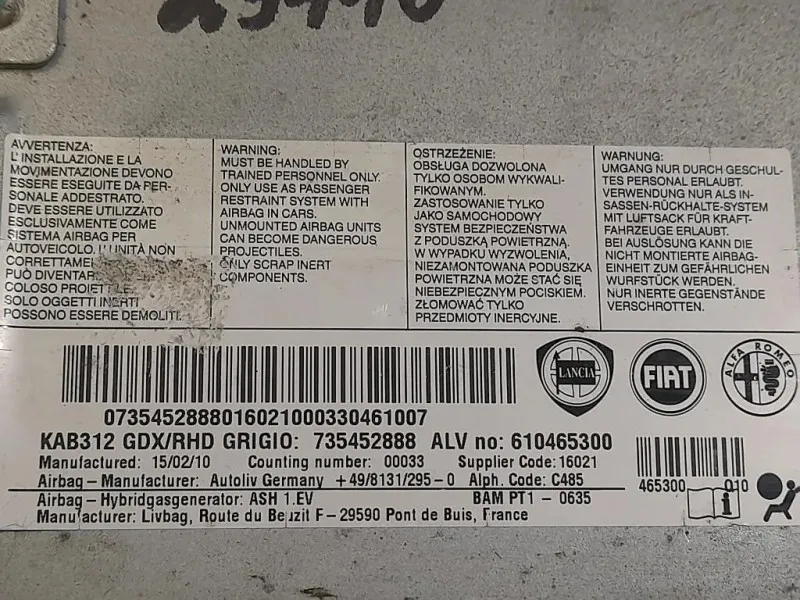 29440
AVVERTENZA:
L'INSTALLAZIONE E LA
MOVIMENTAZIONE DEVONO
ESSERE ESEGUITE DA PER-
SONALE ADDESTRATO.
DEVE ESSERE UTILIZZATO
ESCLUSIVAMENTE COME
SISTEMA AIRBAG PER
AUTOVEICOLO. L'UNITÀ NON
CORRETTAMEN
PUÒ DIVENTAR
COLOSO PROIETTILE.
SOLO OGGETTI INERTI
POSSONO ESSERE DEMOLITI.
WARNING:
MUST BE HANDLED BY
TRAINED PERSONNEL ONLY.
ONLY USE AS PASSENGER
RESTRAINT SYSTEM WITH
AIRBAG IN CARS.
UNMOUNTED AIRBAG UNITS
CAN BECOME DANGEROUS
PROJECTILES.
ONLY SCRAP INERT
COMPONENTS.
OSTRZEŻENIE:
OBSŁUGA DOZWOLONA
TYLKO OSOBOM WYKWALI-
FIKOWANYM.
ZASTOSOWANIE TYLKO
JAKO SAMOCHODOWY
SYSTEM BEZPIECZEŃSTWA
Z PODUSZKĄ POWIETRZNĄ.
W WYPADKU WYZWOLENIA,
NIEZAMONTOWANA PODUSZKA
POWIETRZNA MOŻE STAĆ SIĘ
NIEBEZPIECZNYM POCISKIEM.
ZŁOMOWAĆ TYLKO
PRZEDMIOTY INERCYJNE.
WARNUNG:
UMGANG NUR DURCH GESCHUL-
TES PERSONAL ERLAUBT.
VERWENDUNG NUR ALS IN-
SASSEN-RÜCKHALTE-SYSTEM
MIT LUFTSACK FÜR KRAFT-
FAHRZEUGE ERLAUBT.
BEI AUSLÖSUNG KANN DIE
NICHT MONTIERTE AIRBAG-
EINHEIT ZUM GEFÄHRLICHEN
WURFSTÜCK WERDEN.
NUR INERTE GEGENSTÄNDE
VERSCHROTTEN.
LANCIA
FIAT
ALFA ROMEO
07354528880160210003304​61007
KAB312 GDX/RHD GRIGIO: 735452888 ALV no: 610465300
Manufactured: 15/02/10 Counting number: 00033 Supplier Code: 16021
Airbag - Manufacturer: Autoliv Germany +49/8131/295-0 Alph. Code: C485
Airbag - Hybridgasgenerator: ASH 1.EV BAM PT1 - 0635
Manufacturer: Livbag, Route du Beuzit F-29590 Pont de Buis, France
465300 010
i